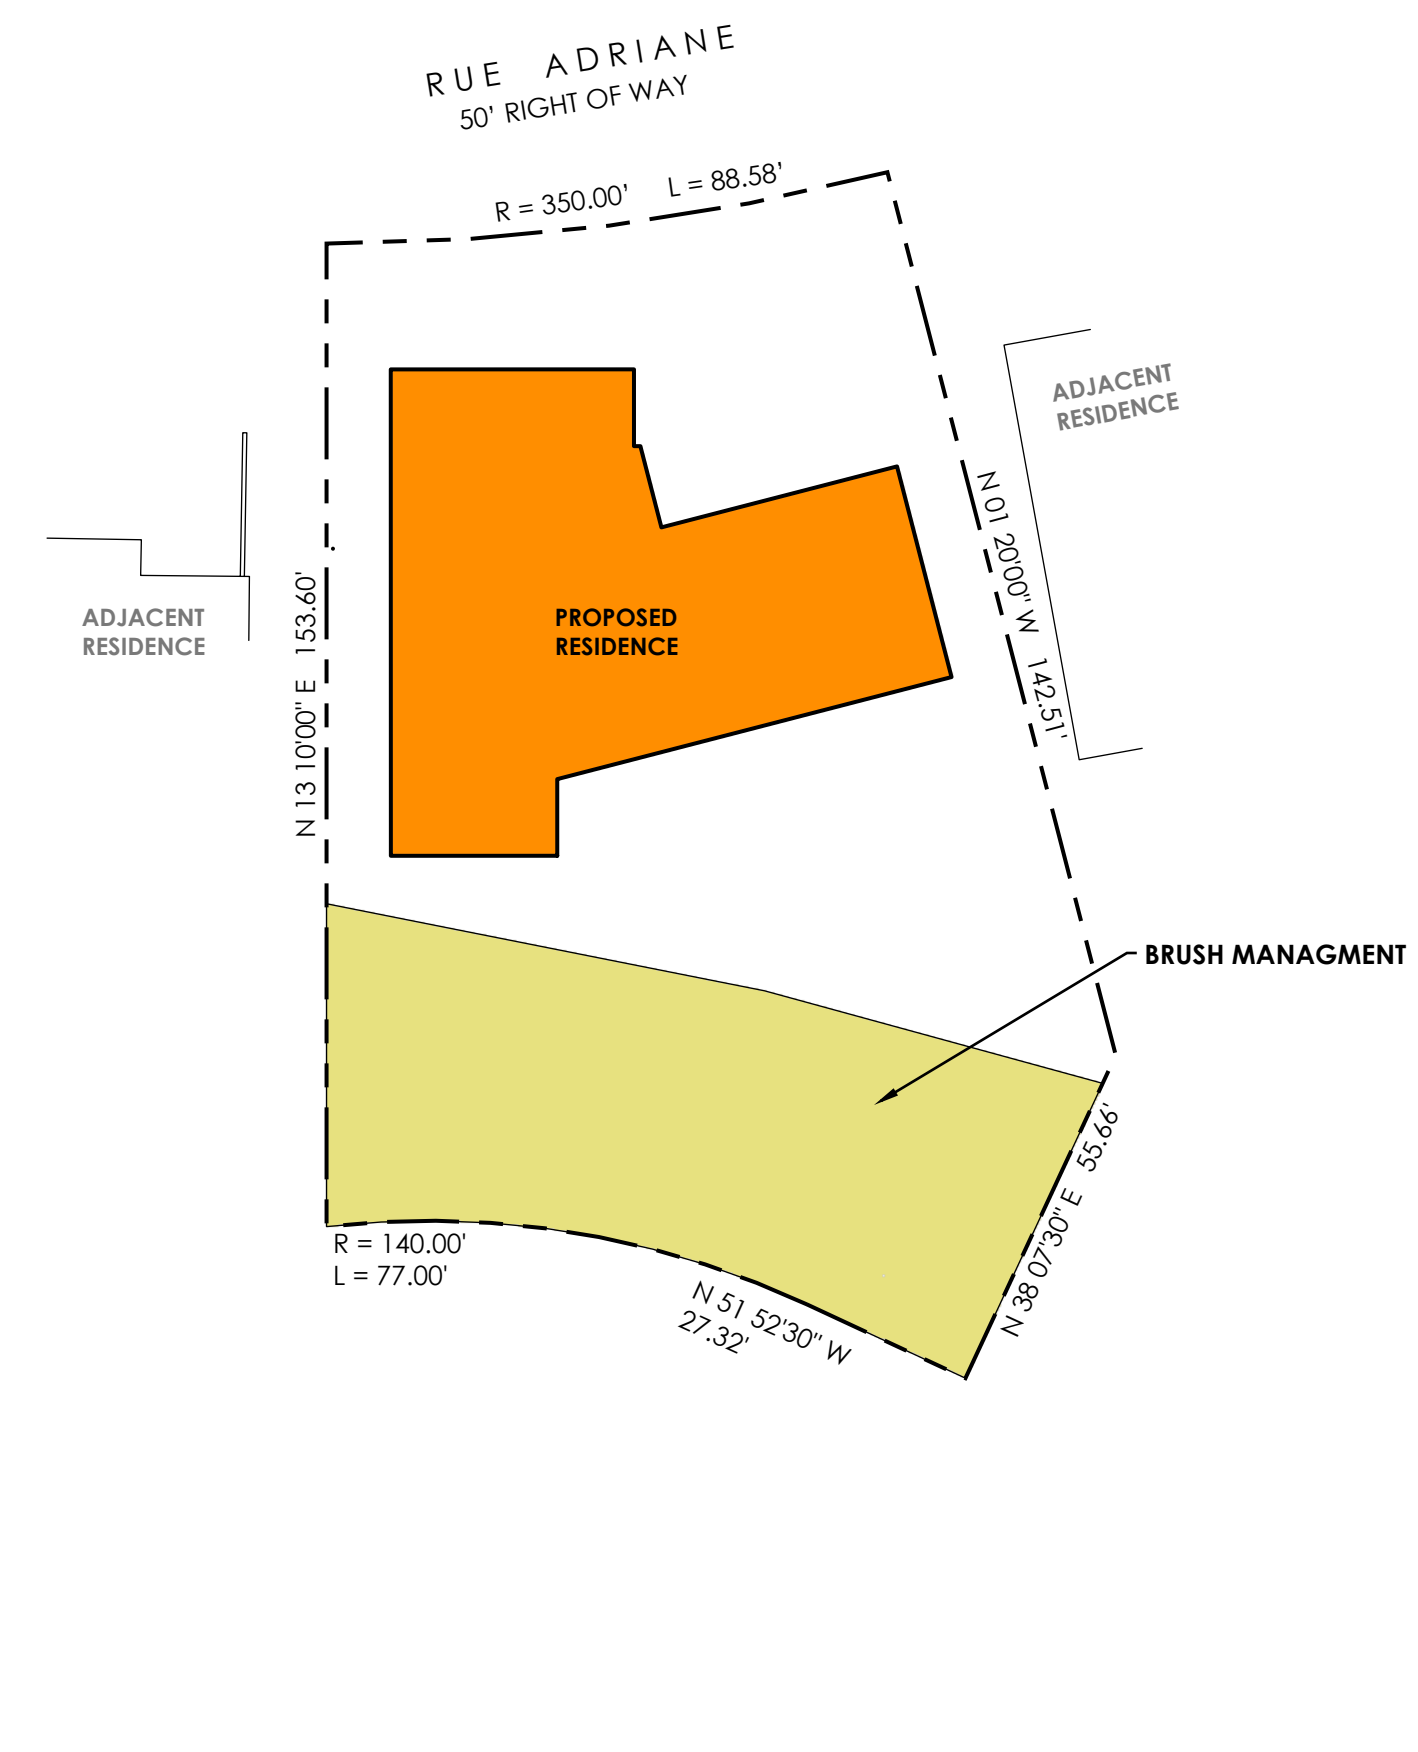 RUE ADRIANE
50’ RIGHT OF WAY
R = 350.00’ L = 88.58’
ADJACENT
RESIDENCE
N 01 20'00" W 142.51'
PROPOSED
RESIDENCE
N 13 10'00" E 153.60'
ADJACENT
RESIDENCE
BRUSH MANAGMENT
N 38 07'30" E 55.66'
R = 140.00'
L = 77.00'
N 51 52'30" W
27.32'